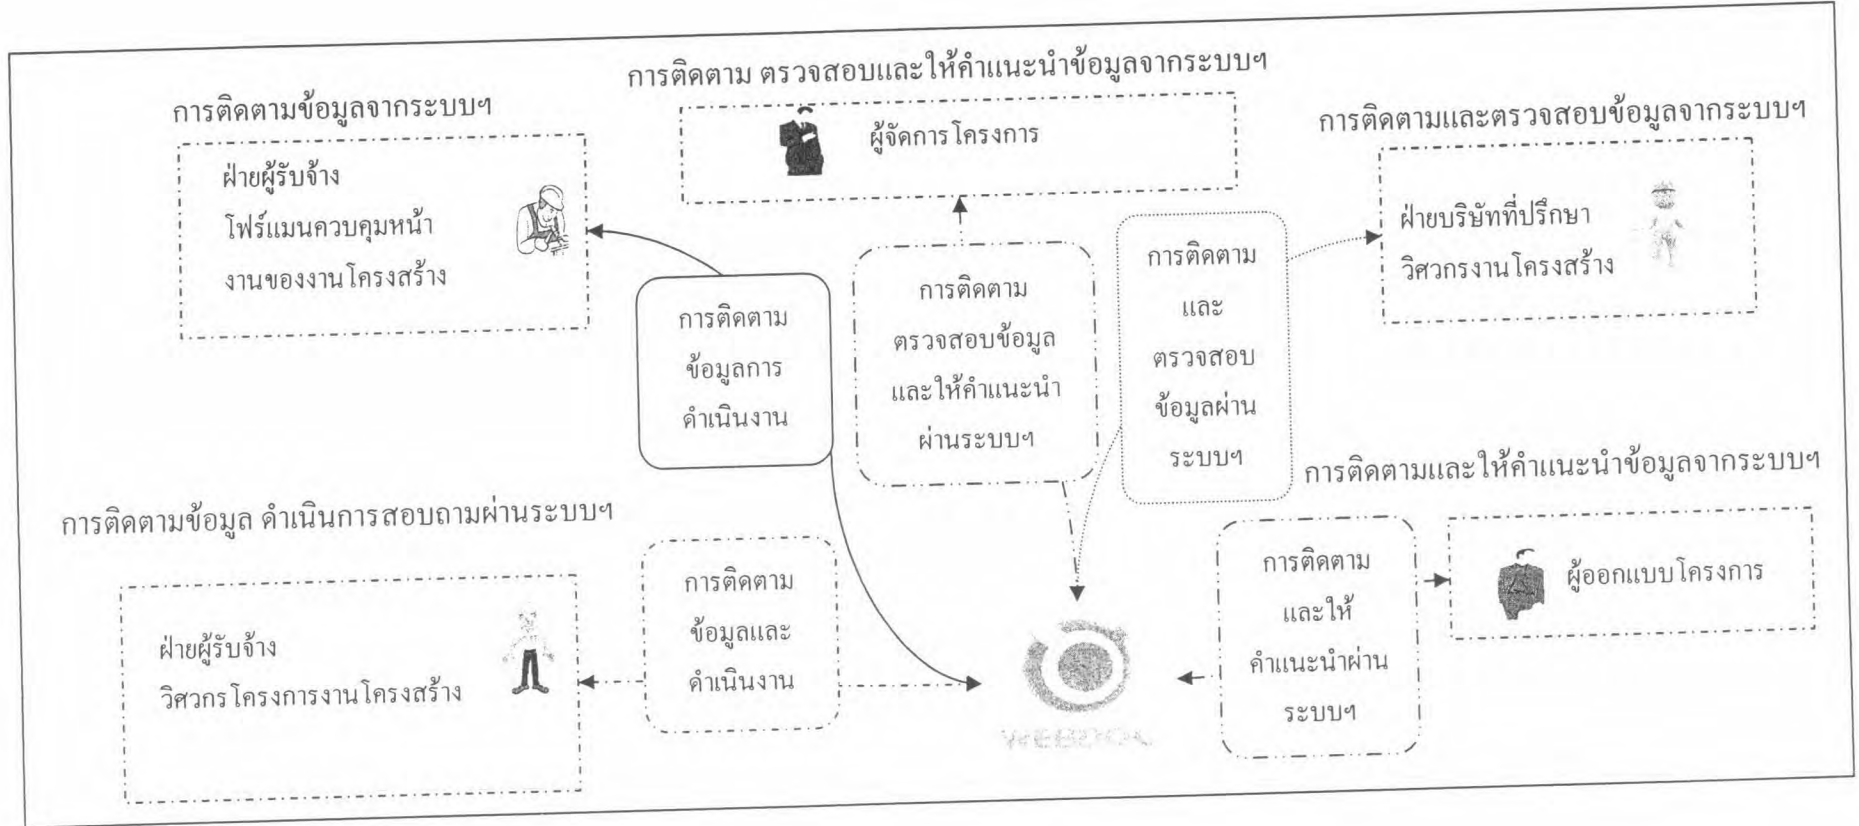 การติดตาม ตรวจสอบและให้คำแนะนำข้อมูลจากระบบฯ
ผู้จัดการโครงการ
การติดตามข้อมูลจากระบบฯ
ฝ่ายผู้รับจ้าง
โฟร์แมนควบคุมหน้า
งานของงานโครงสร้าง
การติดตามและตรวจสอบข้อมูลจากระบบฯ
ฝ่ายบริษัทที่ปรึกษา
วิศวกรงานโครงสร้าง
การติดตาม
ข้อมูลการ
ดำเนินงาน
การติดตาม
ตรวจสอบข้อมูล
และให้คำแนะนำ
ผ่านระบบฯ
การติดตาม
และ
ตรวจสอบ
ข้อมูลผ่าน
ระบบฯ
การติดตามและให้คำแนะนำข้อมูลจากระบบฯ
ผู้ออกแบบโครงการ
การติดตามข้อมูล ดำเนินการสอบถามผ่านระบบฯ
ฝ่ายผู้รับจ้าง
วิศวกรโครงการงานโครงสร้าง
การติดตาม
ข้อมูลและ
ดำเนินงาน
การติดตาม
และให้
คำแนะนำผ่าน
ระบบฯ